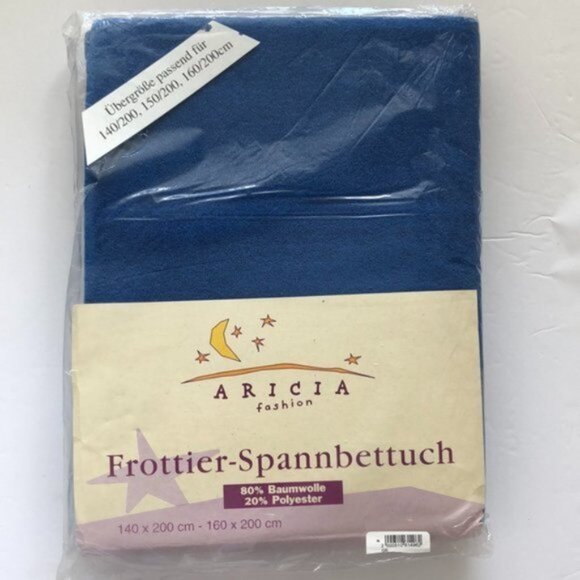 Übergröße passend für
140/200, 150/200, 160/200cm
ARICIA
fashion
Frottier-Spannbettuch
80% Baumwolle
20% Polyester
140 x 200 cm - 160 x 200 cm